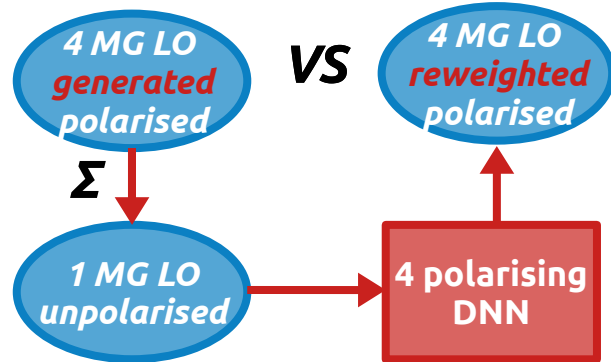 4 MG LO
generated
polarised
VS
4 MG LO
reweighted
polarised
Σ
1 MG LO
unpolarised
4 polarising
DNN